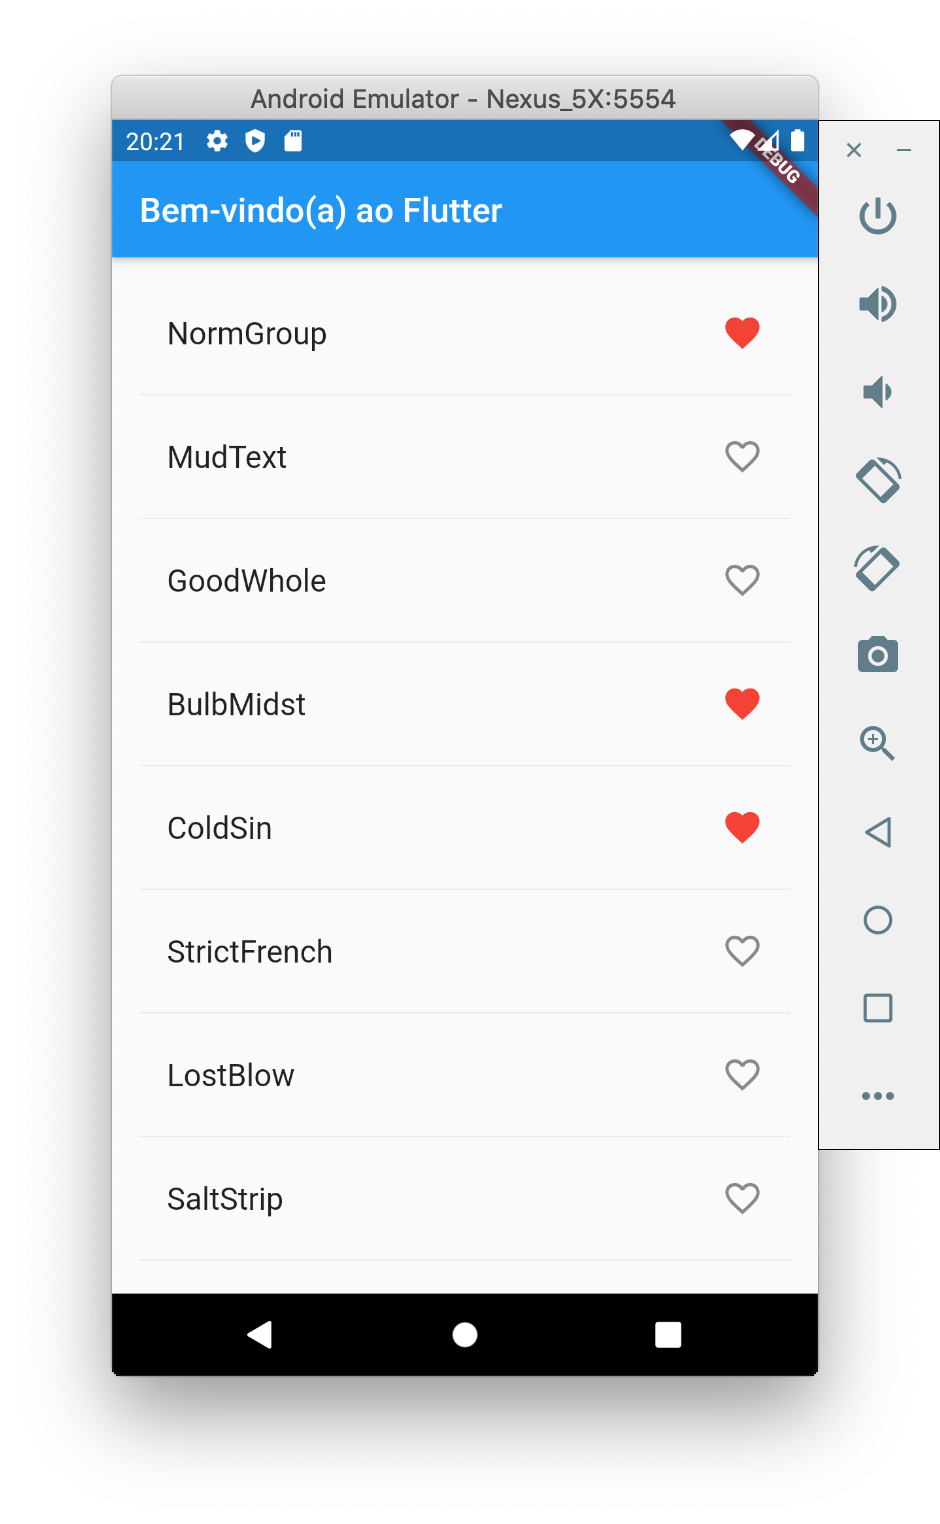 Android Emulator - Nexus_5X:5554
20:21
DEBUG
Bem-vindo(a) ao Flutter
NormGroup
MudText
GoodWhole
BulbMidst
ColdSin
StrictFrench
LostBlow
SaltStrip